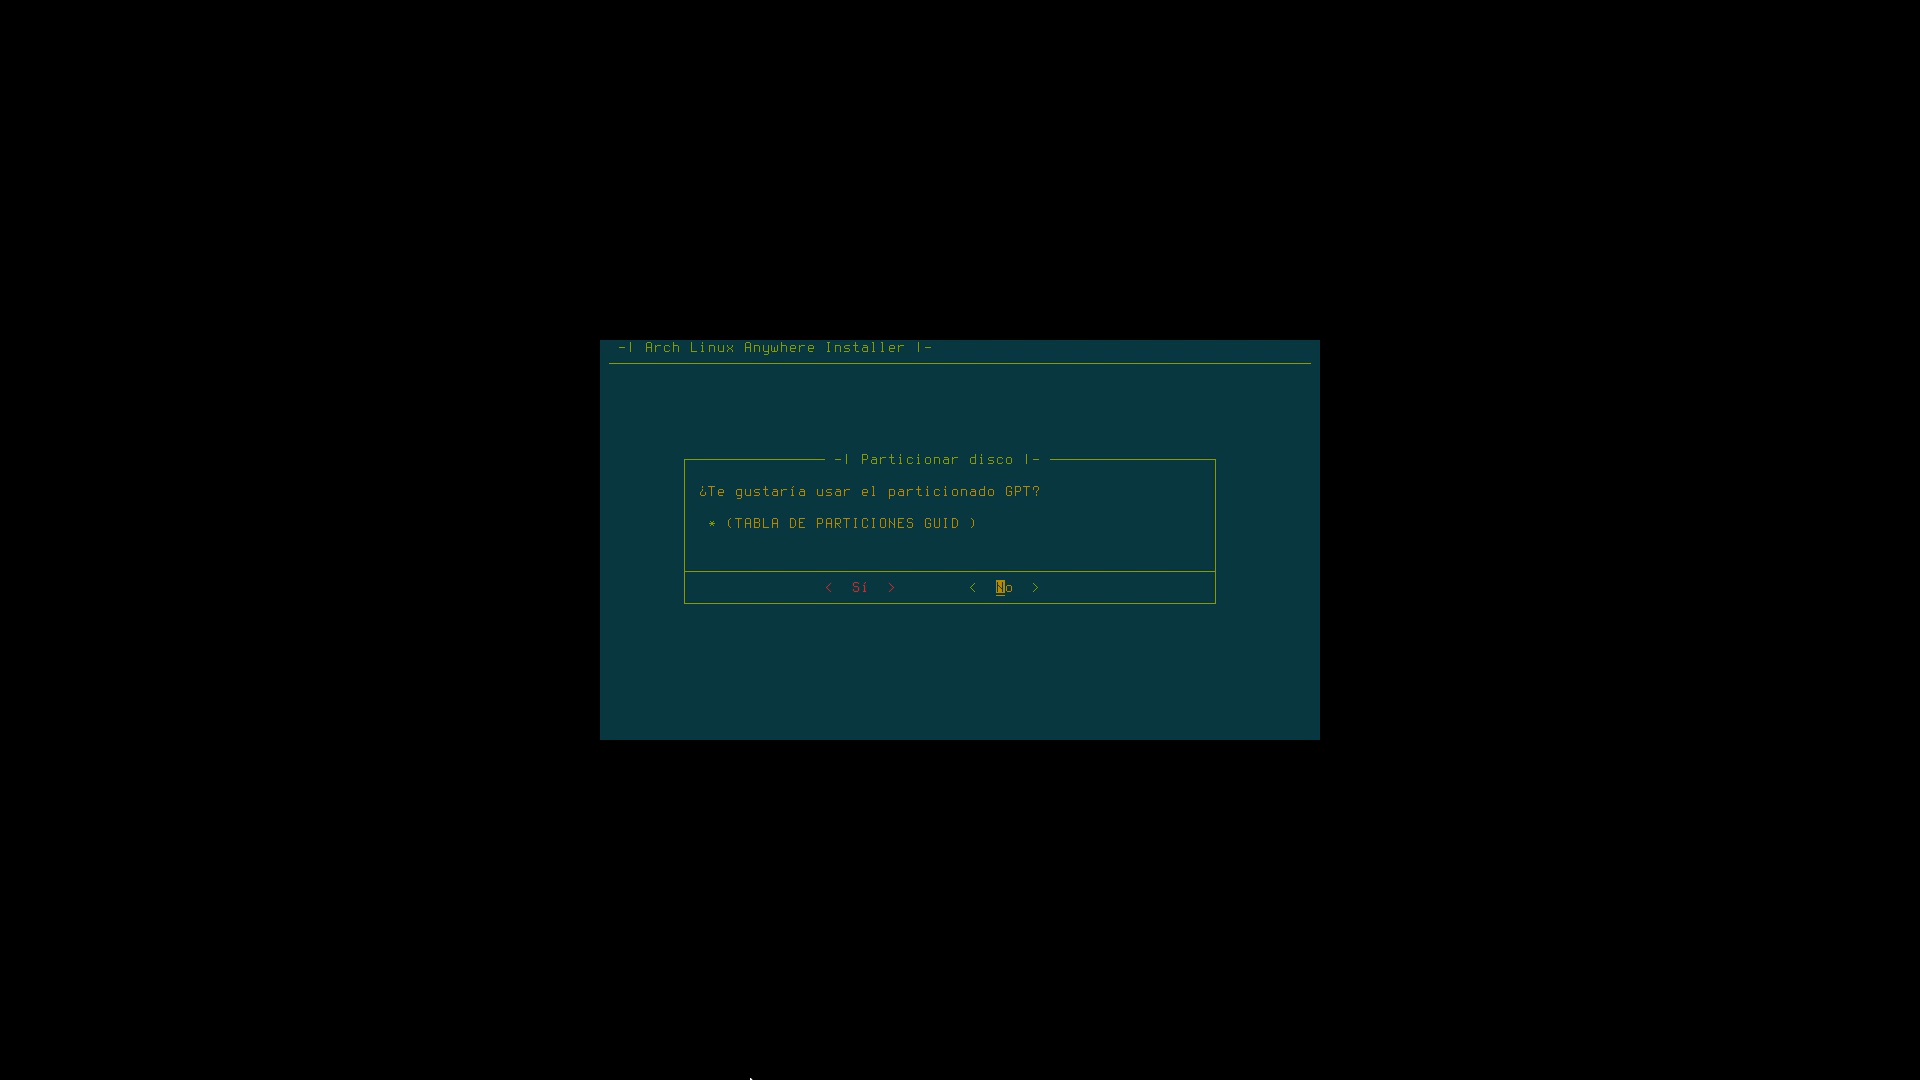 -| Arch Linux Anywhere Installer |-
-| Particionar disco |-
¿Te gustaría usar el particionado GPT?
* (TABLA DE PARTICIONES GUID )
< Sí > < No >